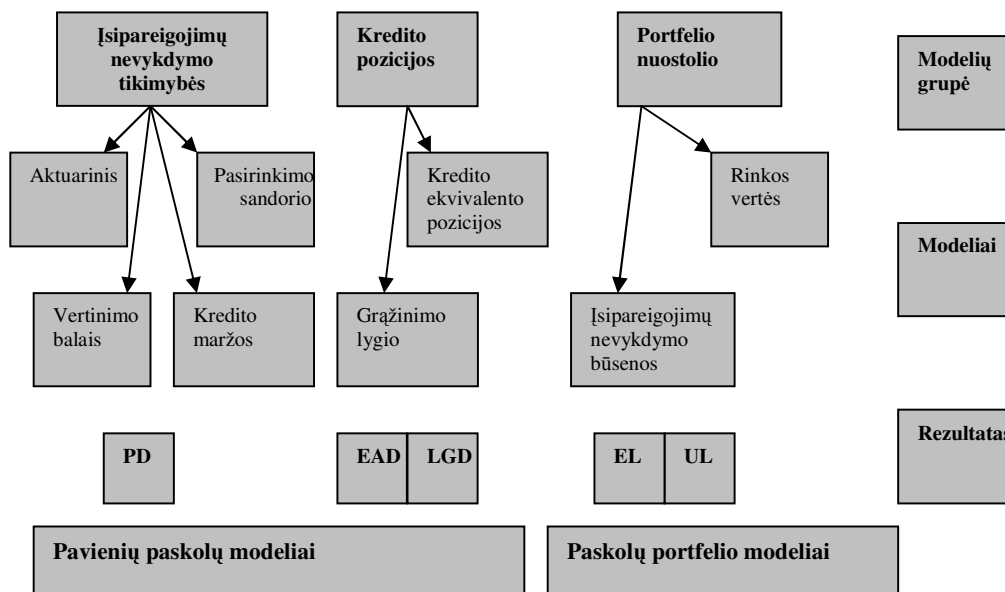 Įsipareigojimų
nevykdymo
tikimybės
Kredito
pozicijos
Portfelio
nuostolio
Modelių
grupė
Aktuarinis
Pasirinkimo
sandorio
Kredito
ekvivalento
pozicijos
Rinkos
vertės
Modeliai
Vertinimo
balais
Kredito
maržos
Grąžinimo
lygio
Įsipareigojimų
nevykdymo
būsenos
PD
EAD
LGD
EL
UL
Rezultatas
Pavienių paskolų modeliai
Paskolų portfelio modeliai